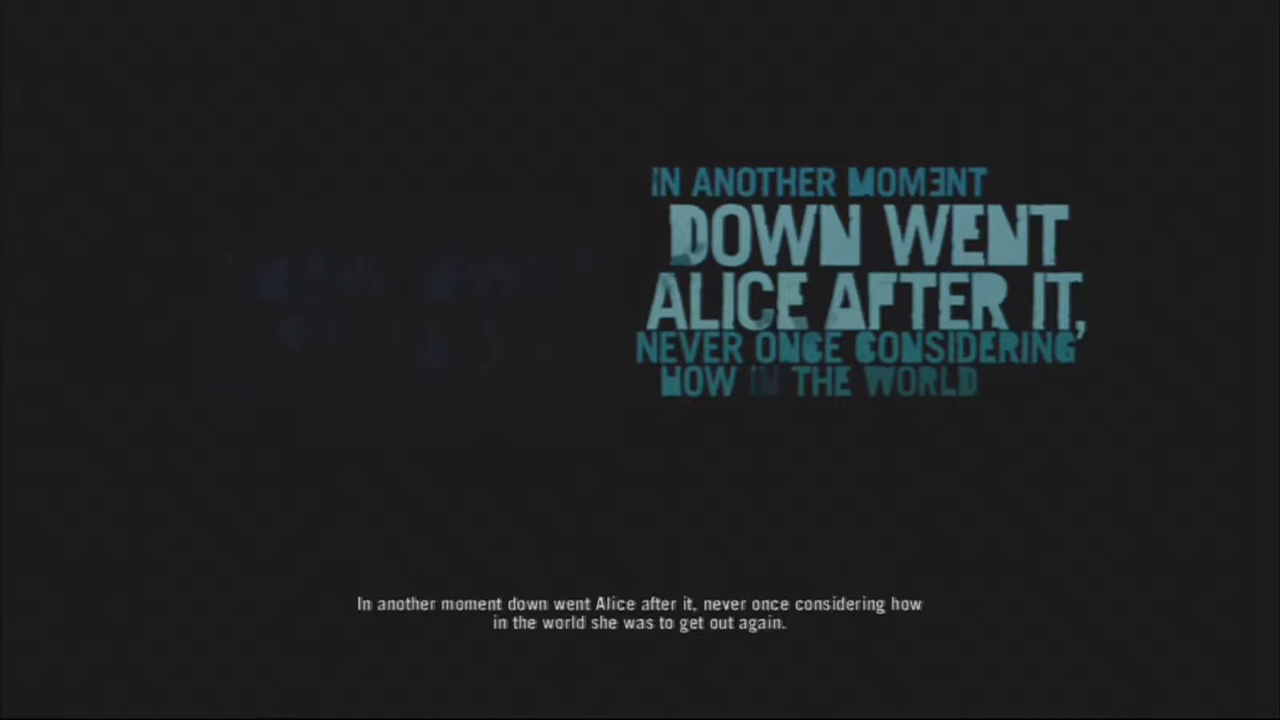 IN ANOTHER MOMENT
DOWN WENT
ALICE AFTER IT,
NEVER ONCE CONSIDERING
HOW IN THE WORLD
In another moment down went Alice after it, never once considering how
in the world she was to get out again.